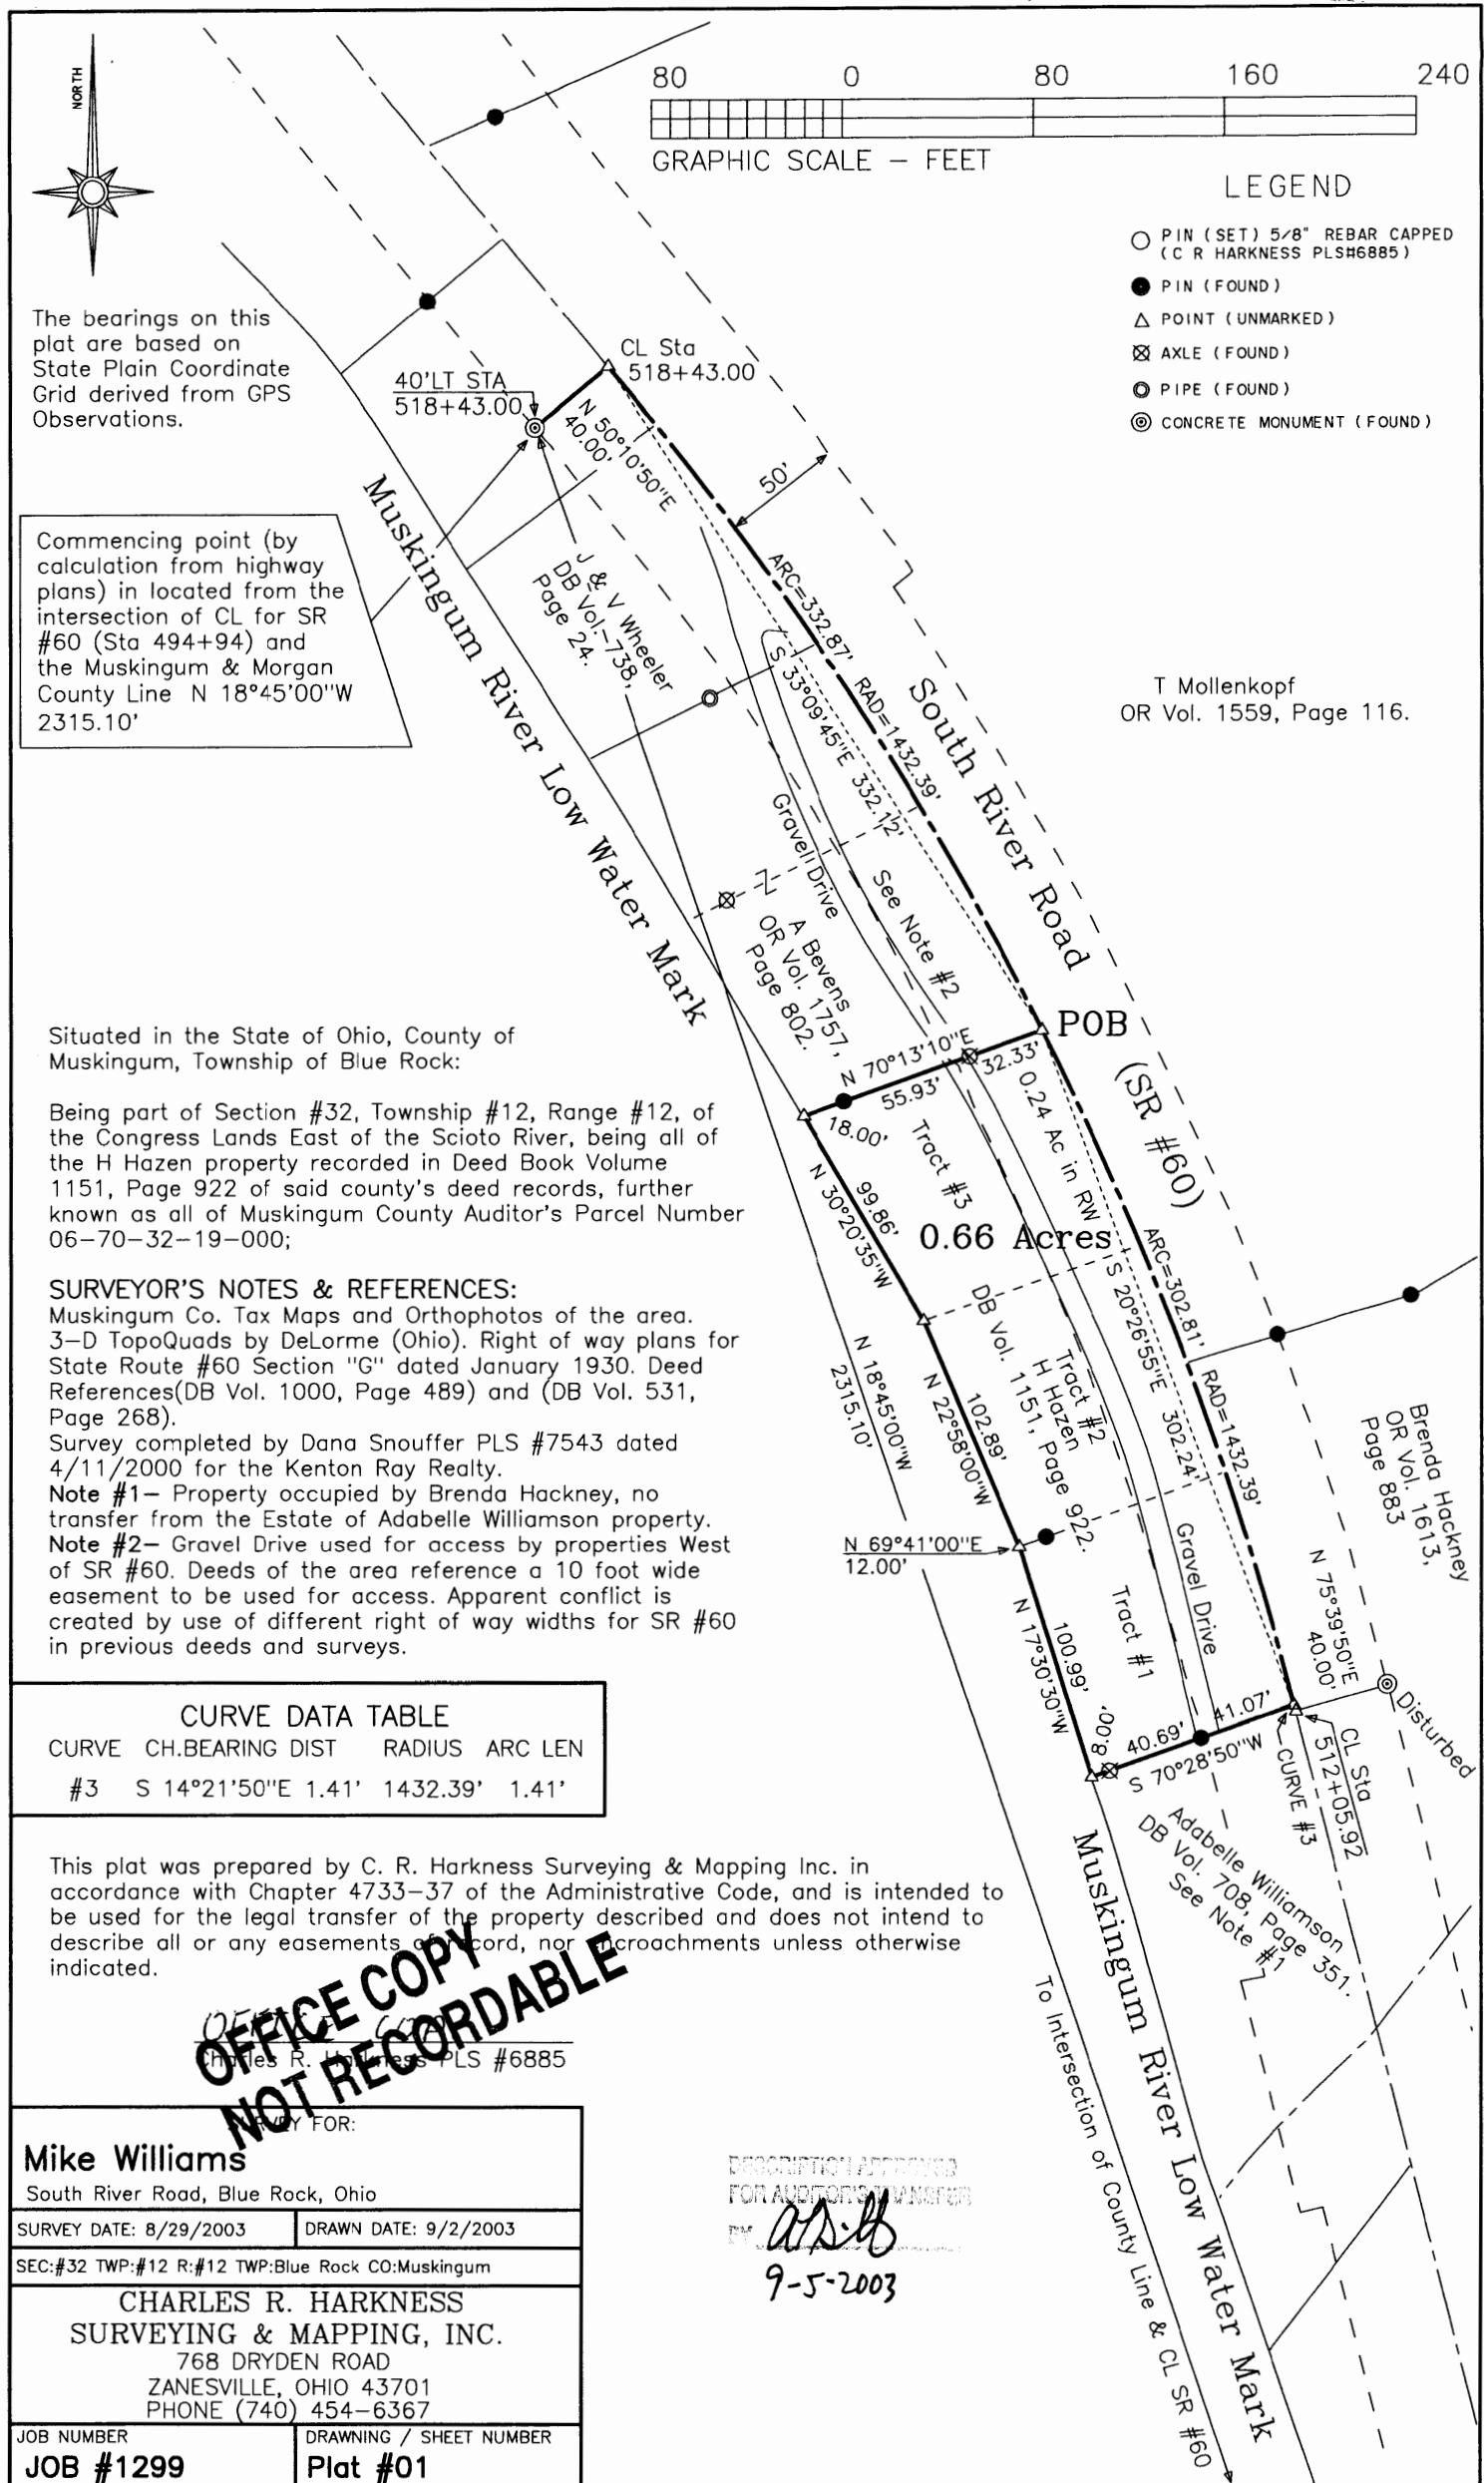 NORTH
80 0 80 160 240
GRAPHIC SCALE – FEET
LEGEND
PIN (SET) 5/8" REBAR CAPPED
(C R HARKNESS PLS#6885)
PIN (FOUND)
POINT (UNMARKED)
AXLE (FOUND)
PIPE (FOUND)
CONCRETE MONUMENT (FOUND)
The bearings on this
plat are based on
State Plain Coordinate
Grid derived from GPS
Observations.
CL Sta
518+43.00
40'LT STA
518+43.00
N 50°10'50"E
40.00'
50'
Commencing point (by
calculation from highway
plans) in located from the
intersection of CL for SR
#60 (Sta 494+94) and
the Muskingum & Morgan
County Line N 18°45'00"W
2315.10'
Muskingum River Low Water Mark
J & V Wheeler
DB Vol.-738,
Page 24.
ARC=332.87' RAD=1432.39'
S 33°09'45"E 332.12'
South River Road
(SR #60)
T Mollenkopf
OR Vol. 1559, Page 116.
Gravel Drive
See Note #2
A Bevens
OR Vol. 1757,
Page 802.
POB
N 70°13'10"E
32.33'
55.93'
18.00'
Situated in the State of Ohio, County of
Muskingum, Township of Blue Rock:
Being part of Section #32, Township #12, Range #12, of
the Congress Lands East of the Scioto River, being all of
the H Hazen property recorded in Deed Book Volume
1151, Page 922 of said county's deed records, further
known as all of Muskingum County Auditor's Parcel Number
06–70–32–19–000;
Tract #3
0.24 Ac in RW
0.66 Acres
99.86'
N 30°20'35"W
ARC=302.81' RAD=1432.39'
S 20°26'55"E 302.24'
SURVEYOR'S NOTES & REFERENCES:
Muskingum Co. Tax Maps and Orthophotos of the area.
3–D TopoQuads by DeLorme (Ohio). Right of way plans for
State Route #60 Section "G" dated January 1930. Deed
References(DB Vol. 1000, Page 489) and (DB Vol. 531,
Page 268).
Survey completed by Dana Snouffer PLS #7543 dated
4/11/2000 for the Kenton Ray Realty.
Note #1– Property occupied by Brenda Hackney, no
transfer from the Estate of Adabelle Williamson property.
Note #2– Gravel Drive used for access by properties West
of SR #60. Deeds of the area reference a 10 foot wide
easement to be used for access. Apparent conflict is
created by use of different right of way widths for SR #60
in previous deeds and surveys.
N 18°45'00"W
2315.10'
102.89'
N 22°58'00"W
Tract #2
H Hazen
DB Vol. 1151, Page 922.
Brenda Hackney
OR Vol. 1613,
Page 883
N 69°41'00"E
12.00'
Tract #1
Gravel Drive
100.99'
N 17°30'30"W
N 75°39'50"E
40.00'
Disturbed
8.00'
40.69'
41.07'
S 70°28'50"W
CURVE #3
CL Sta
512+05.92
CURVE DATA TABLE
CURVE CH.BEARING DIST RADIUS ARC LEN
#3 S 14°21'50"E 1.41' 1432.39' 1.41'
Adabelle Williamson
DB Vol. 708, Page 351.
See Note #1
Muskingum River Low Water Mark
To Intersection of County Line & CL SR #60
This plat was prepared by C. R. Harkness Surveying & Mapping Inc. in
accordance with Chapter 4733–37 of the Administrative Code, and is intended to
be used for the legal transfer of the property described and does not intend to
describe all or any easements of record, nor encroachments unless otherwise
indicated.
OFFICE COPY
NOT RECORDABLE
OFFICE COPY
Charles R. Harkness PLS #6885
SURVEY FOR:
Mike Williams
South River Road, Blue Rock, Ohio
SURVEY DATE: 8/29/2003 DRAWN DATE: 9/2/2003
SEC:#32 TWP:#12 R:#12 TWP:Blue Rock CO:Muskingum
CHARLES R. HARKNESS
SURVEYING & MAPPING, INC.
768 DRYDEN ROAD
ZANESVILLE, OHIO 43701
PHONE (740) 454–6367
JOB NUMBER DRAWNING / SHEET NUMBER
JOB #1299 Plat #01
DESCRIPTION APPROVED
FOR AUDITOR'S TRANSFER
BY
9-5-2003